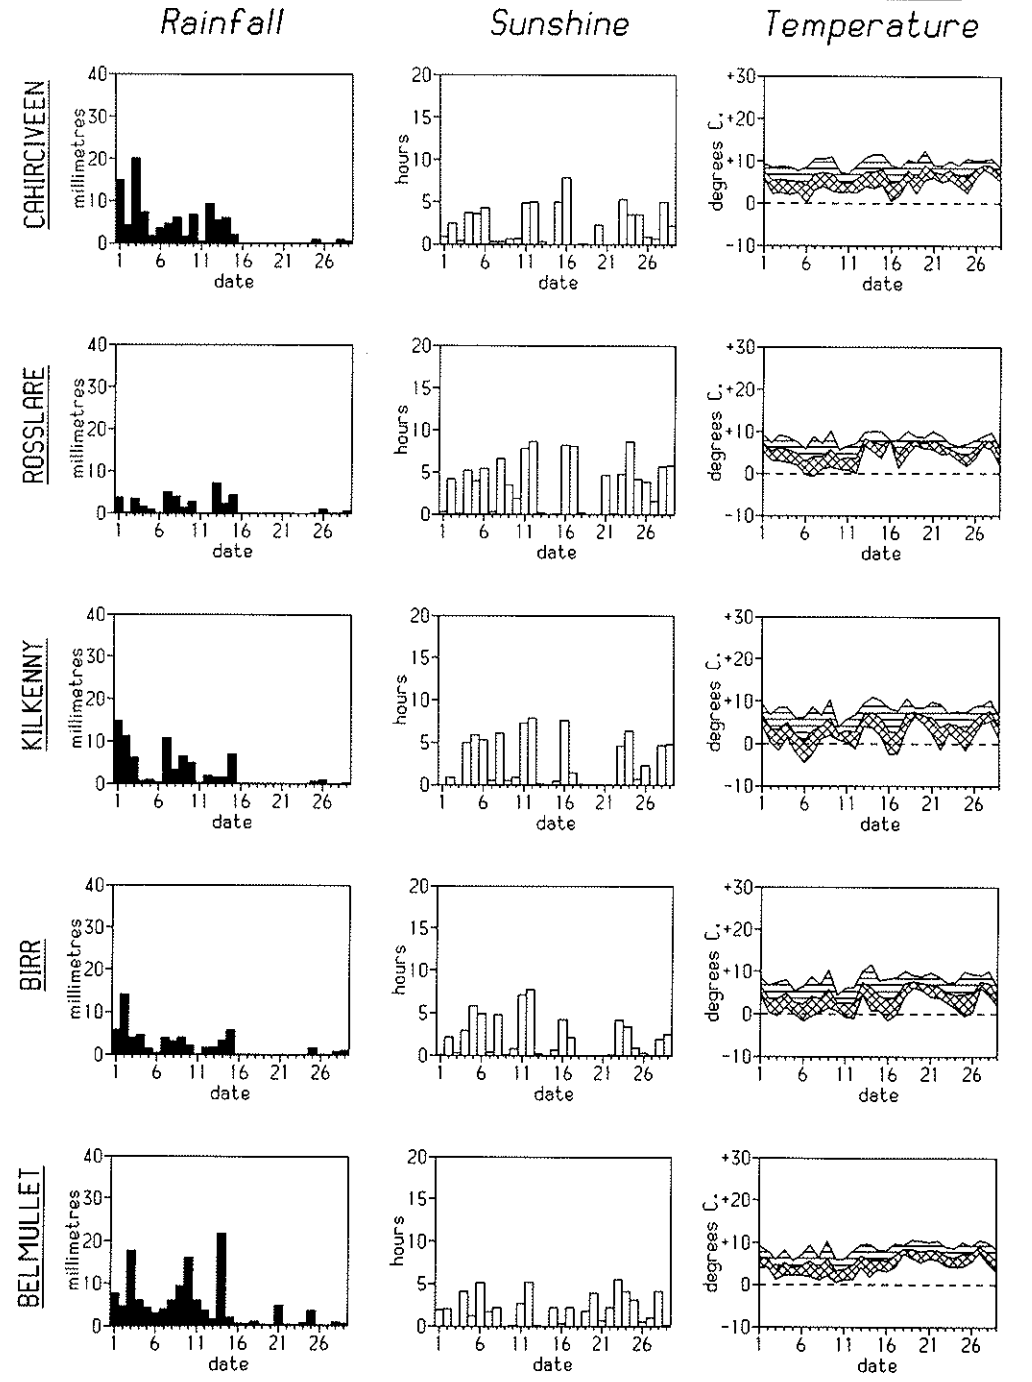 Rainfall Sunshine Temperature
CAHIRCIVEEN
millimetres
40
30
20
10
0
1 6 11 16 21 26
date
hours
20
15
10
5
0
1 6 11 16 21 26
date
degrees C.
+30
+20
+10
0
-10
1 6 11 16 21 26
date
ROSSLARE
millimetres
40
30
20
10
0
1 6 11 16 21 26
date
hours
20
15
10
5
0
1 6 11 16 21 26
date
degrees C.
+30
+20
+10
0
-10
1 6 11 16 21 26
date
KILKENNY
millimetres
40
30
20
10
0
1 6 11 16 21 26
date
hours
20
15
10
5
0
1 6 11 16 21 26
date
degrees C.
+30
+20
+10
0
-10
1 6 11 16 21 26
date
BIRR
millimetres
40
30
20
10
0
1 6 11 16 21 26
date
hours
20
15
10
5
0
1 6 11 16 21 26
date
degrees C.
+30
+20
+10
0
-10
1 6 11 16 21 26
date
BELMULLET
millimetres
40
30
20
10
0
1 6 11 16 21 26
date
hours
20
15
10
5
0
1 6 11 16 21 26
date
degrees C.
+30
+20
+10
0
-10
1 6 11 16 21 26
date